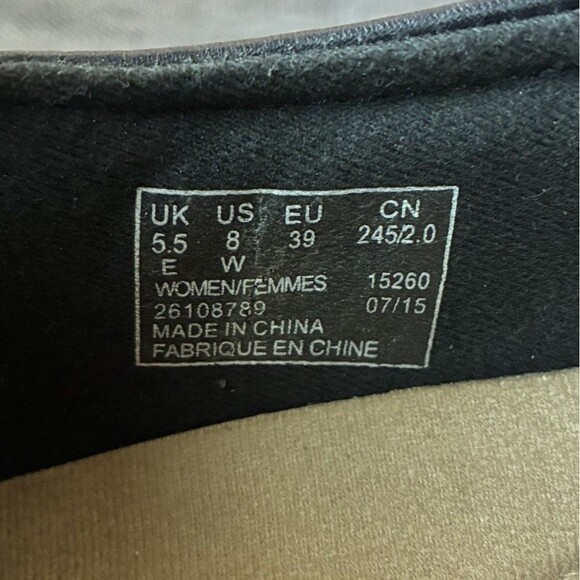 UK US EU CN
5.5 8 39 245/2.0
E W
WOMEN/FEMMES 15260
26108789 07/15
MADE IN CHINA
FABRIQUE EN CHINE